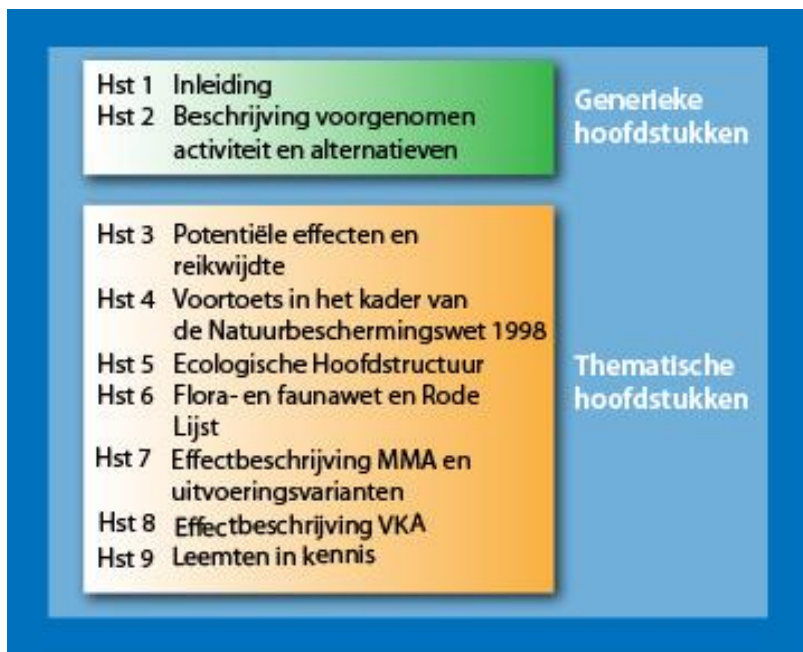 Hst 1 Inleiding
Hst 2 Beschrijving voorgenomen
activiteit en alternatieven
Generieke
hoofdstukken
Hst 3 Potentiële effecten en
reikwijdte
Hst 4 Voortoets in het kader van
de Natuurbeschermingswet 1998
Hst 5 Ecologische Hoofdstructuur
Hst 6 Flora- en faunawet en Rode
Lijst
Hst 7 Effectbeschrijving MMA en
uitvoeringsvarianten
Hst 8 Effectbeschrijving VKA
Hst 9 Leemten in kennis
Thematische
hoofdstukken